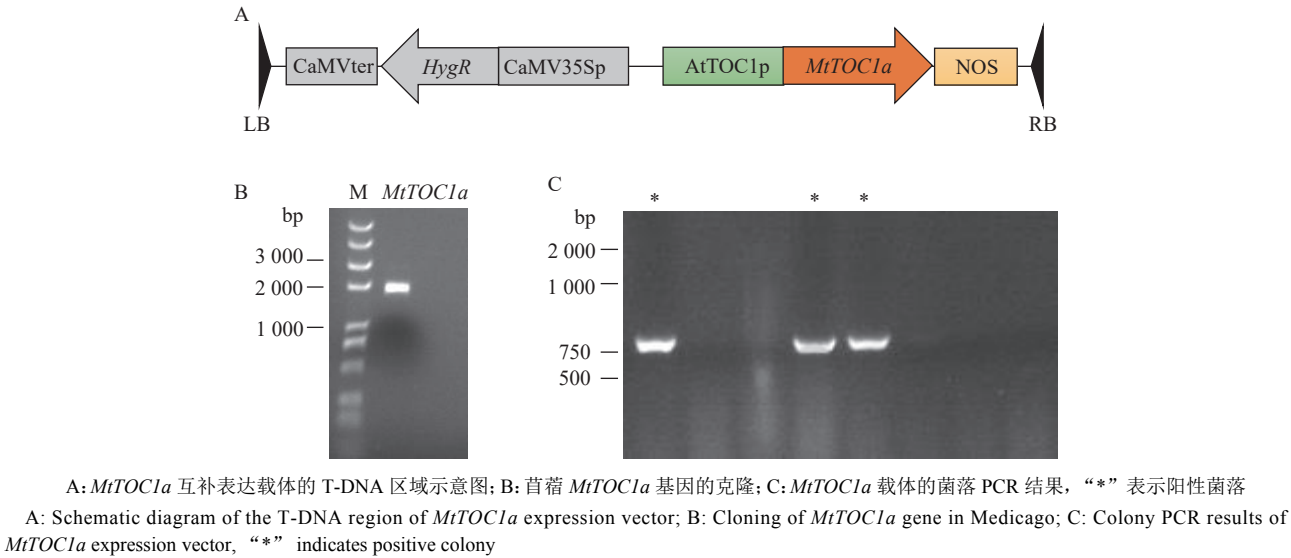 A
CaMVter HygR CaMV35Sp AtTOC1p MtTOC1a NOS
LB RB
B M MtTOC1a
bp
3 000
2 000
1 000
C * * *
bp
2 000
1 000
750
500
A: MtTOC1a 互补表达载体的 T-DNA 区域示意图; B: 苜蓿 MtTOC1a 基因的克隆; C: MtTOC1a 载体的菌落 PCR 结果, “*”表示阳性菌落
A: Schematic diagram of the T-DNA region of MtTOC1a expression vector; B: Cloning of MtTOC1a gene in Medicago; C: Colony PCR results of
MtTOC1a expression vector, “*” indicates positive colony